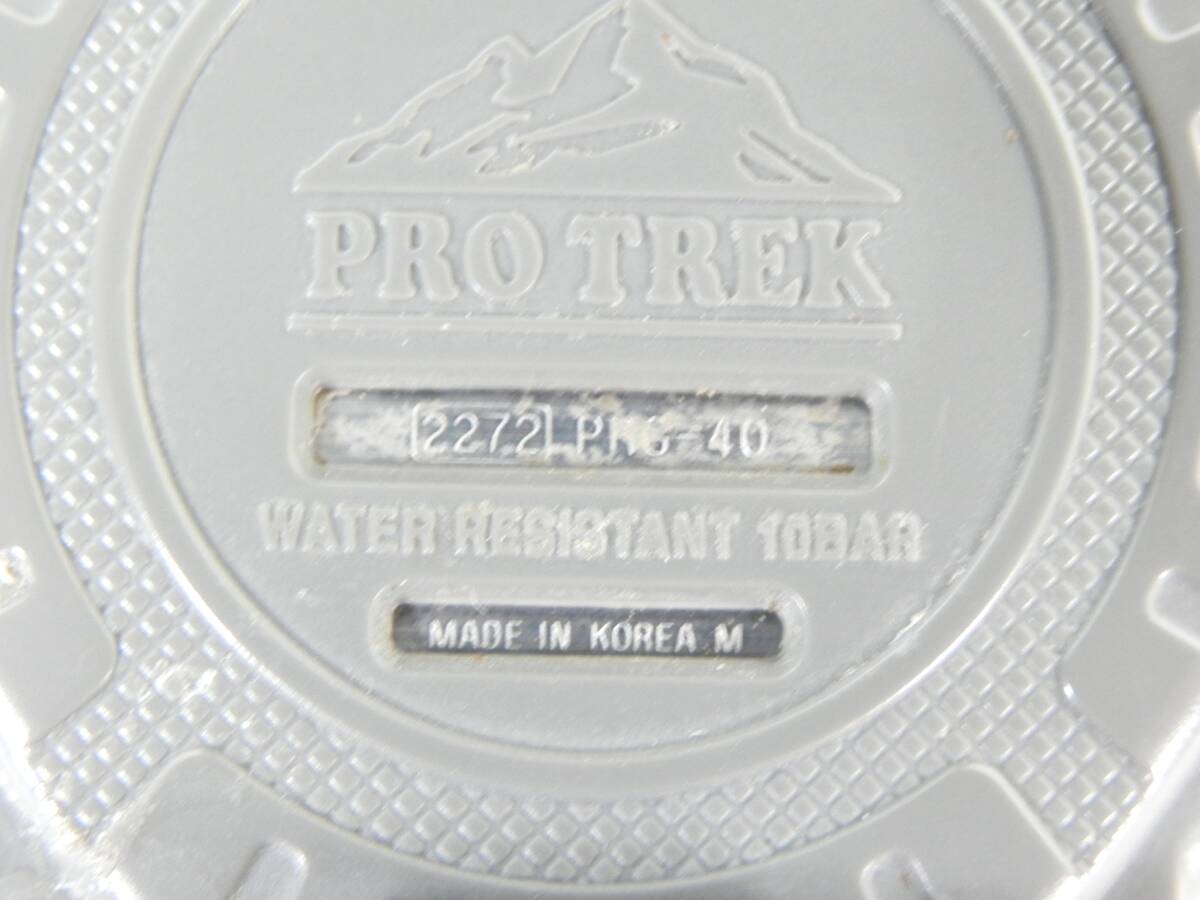 PRO TREK
2272 PRG-40
WATER RESISTANT 10BAR
MADE IN KOREA M